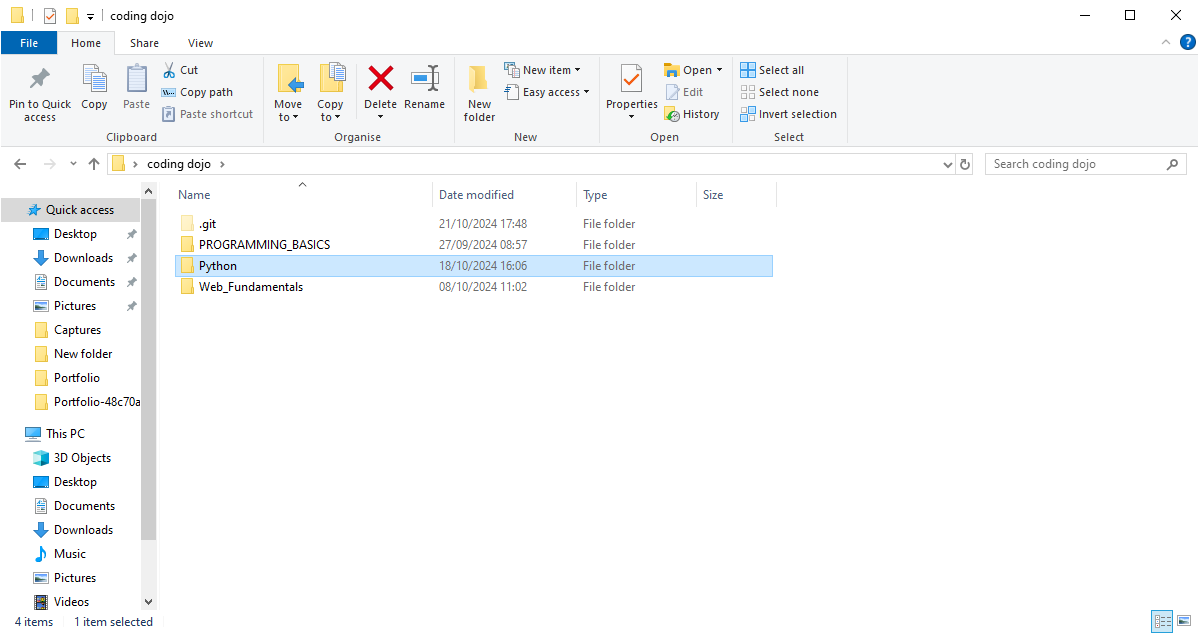 coding dojo
File Home Share View
Pin to Quick access
Copy
Paste
Cut
Copy path
Paste shortcut
Clipboard
Move to
Copy to
Delete
Rename
Organise
New folder
New item
Easy access
New
Properties
Open
Edit
History
Open
Select all
Select none
Invert selection
Select
coding dojo
Search coding dojo
Quick access
Desktop
Downloads
Documents
Pictures
Captures
New folder
Portfolio
Portfolio-48c70a
This PC
3D Objects
Desktop
Documents
Downloads
Music
Pictures
Videos
Name Date modified Type Size
.git 21/10/2024 17:48 File folder
PROGRAMMING_BASICS 27/09/2024 08:57 File folder
Python 18/10/2024 16:06 File folder
Web_Fundamentals 08/10/2024 11:02 File folder
4 items 1 item selected